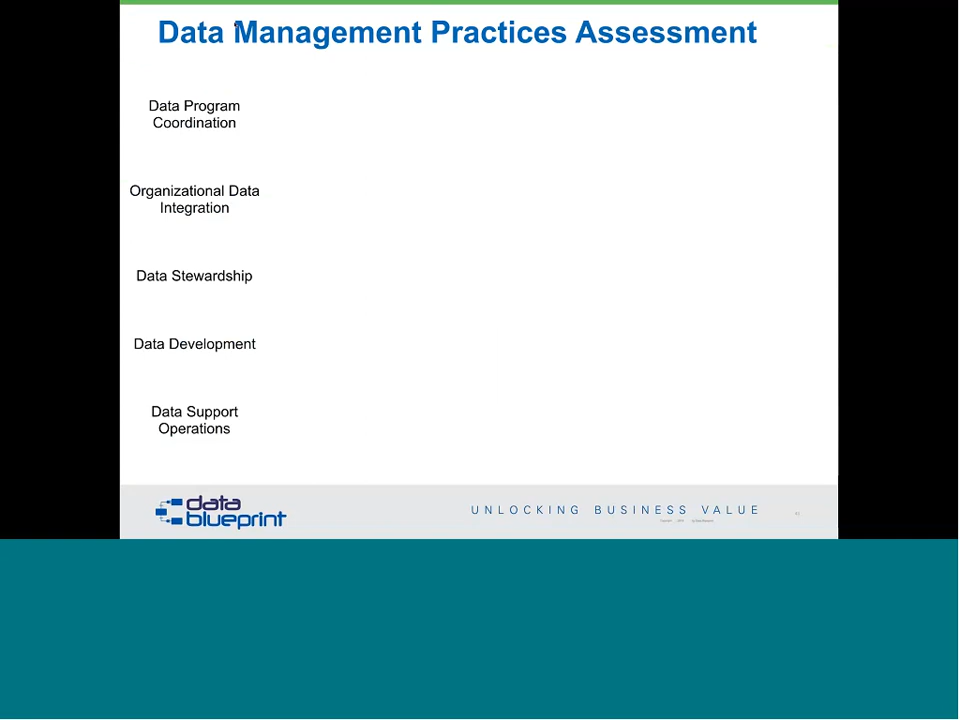 Data Management Practices Assessment
Data Program
Coordination
Organizational Data
Integration
Data Stewardship
Data Development
Data Support
Operations
data
blueprint
UNLOCKING BUSINESS VALUE